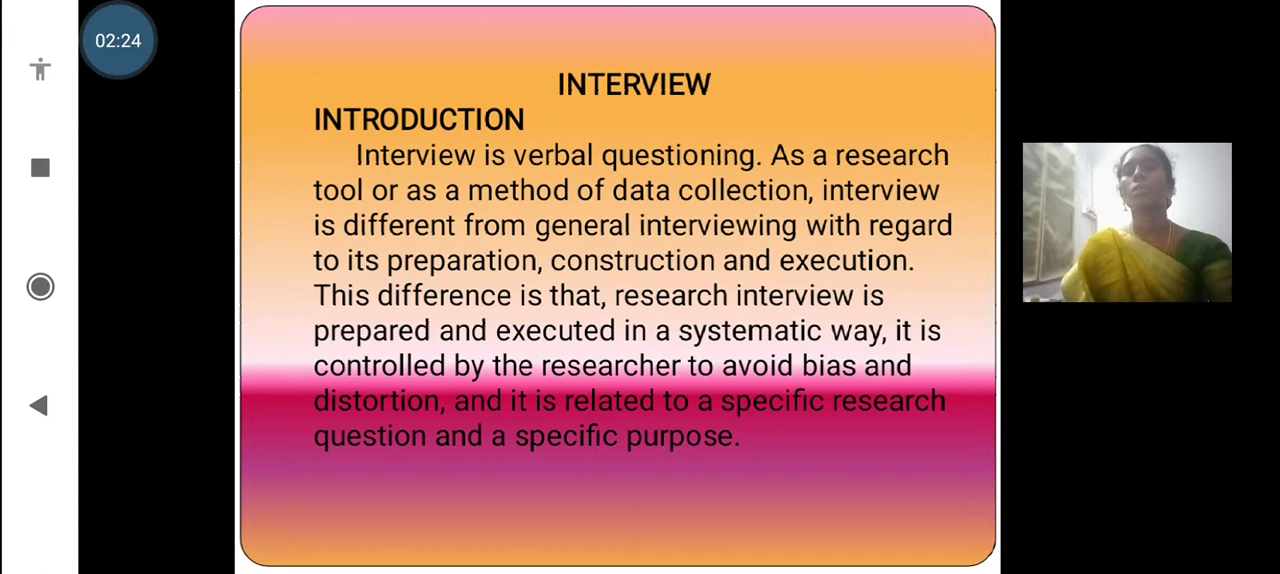 02:24
INTERVIEW
INTRODUCTION
Interview is verbal questioning. As a research
tool or as a method of data collection, interview
is different from general interviewing with regard
to its preparation, construction and execution.
This difference is that, research interview is
prepared and executed in a systematic way, it is
controlled by the researcher to avoid bias and
distortion, and it is related to a specific research
question and a specific purpose.